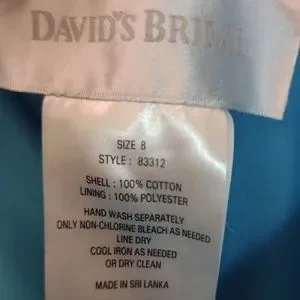 DAVID'S BRIDAL
SIZE 8
STYLE : 83312
SHELL : 100% COTTON
LINING : 100% POLYESTER
HAND WASH SEPARATELY
ONLY NON-CHLORINE BLEACH AS NEEDED
LINE DRY
COOL IRON AS NEEDED
OR DRY CLEAN
MADE IN SRI LANKA